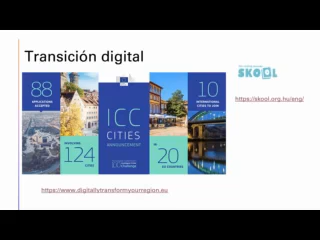 Transición digital
SKOOL
88
APPLICATIONS
ACCEPTED
ICC
CITIES
ANNOUNCEMENT
10
INTERNATIONAL
CITIES TO JOIN
INVOLVING
124
CITIES
IN
20
EU COUNTRIES
https://skool.org.hu/eng/
https://www.digitallytransformyourregion.eu